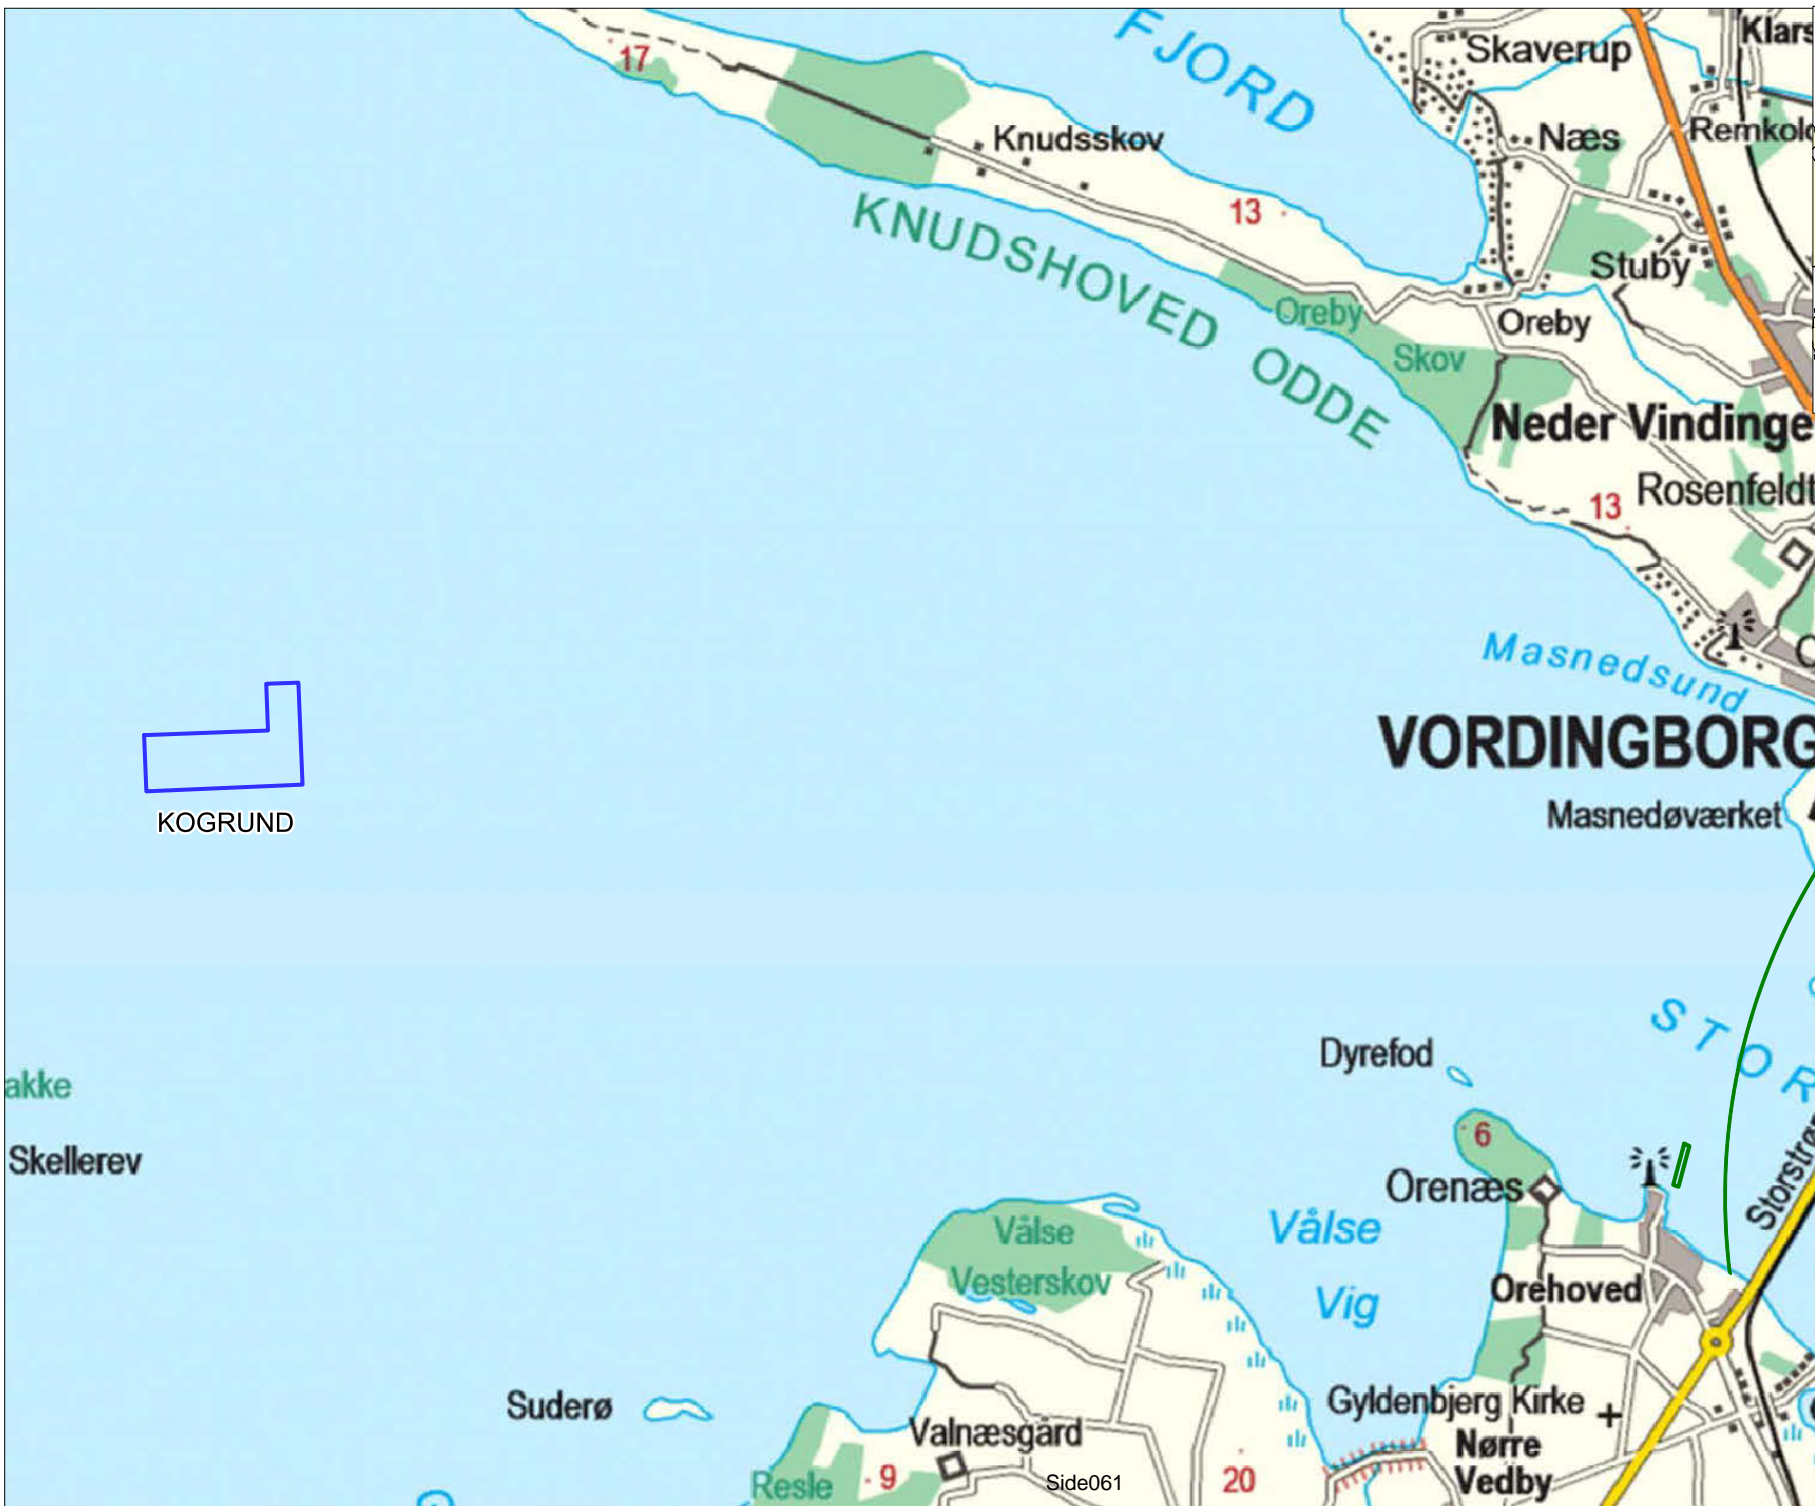 FJORD
Skaverup
Klars
17
Næs
Remkolc
Knudsskov
13
KNUDSHOVED ODDE
Stuby
Oreby
Skov
Oreby
Neder Vindinge
Rosenfeldt
13
Masnedsund
VORDINGBORG
Masnedøværket
KOGRUND
STOR
Dyrefod
akke
Skellerev
6
Orenæs
Storstrø
Vålse
Vesterskov
Vålse
Vig
Orehoved
Suderø
Gyldenbjerg Kirke
Valnæsgård
Nørre
Vedby
Resle
9
Side061
20